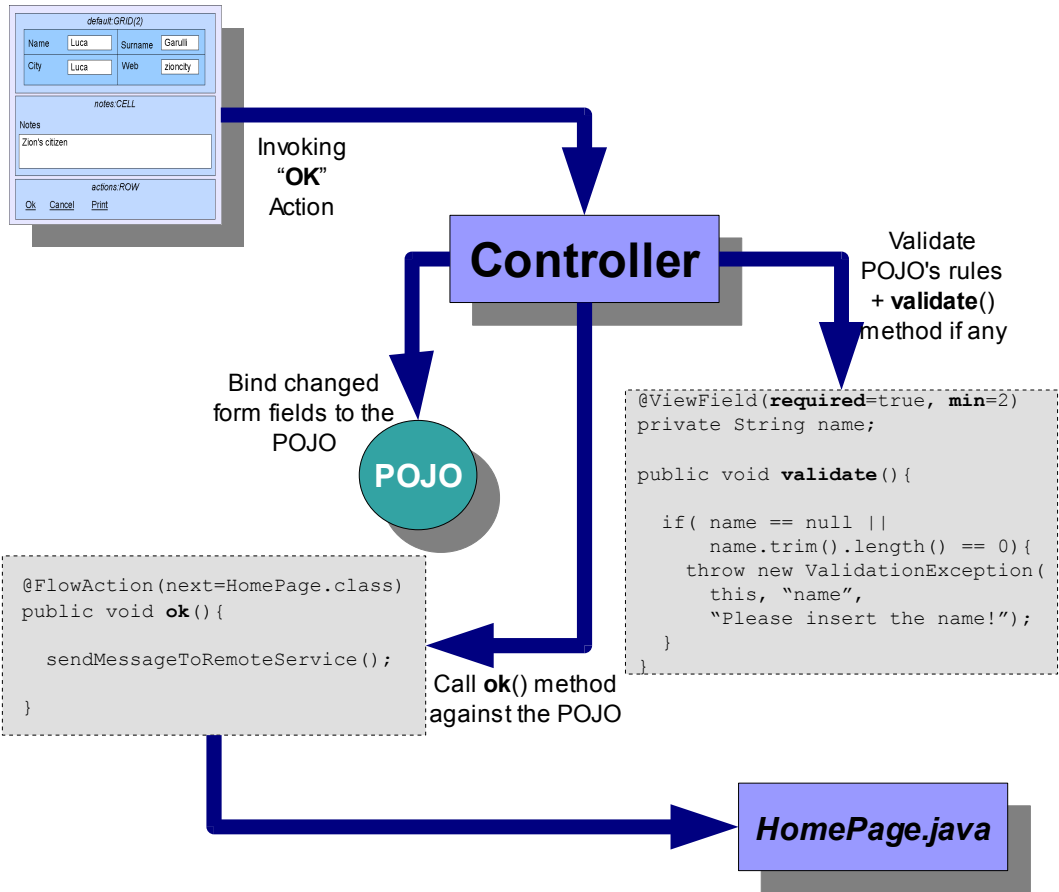 default:GRID(2)
Name Luca Surname Garulli
City Luca Web zioncity
notes:CELL
Notes
Zion's citizen
actions:ROW
Ok Cancel Print
Invoking
“OK”
Action
Controller
Validate
POJO's rules
+ validate()
method if any
Bind changed
form fields to the
POJO
POJO
@ViewField(required=true, min=2)
private String name;
public void validate(){
if( name == null ||
name.trim().length() == 0){
throw new ValidationException(
this, “name”,
“Please insert the name!”);
}
}
@FlowAction(next=HomePage.class)
public void ok(){
sendMessageToRemoteService();
}
Call ok() method
against the POJO
HomePage.java